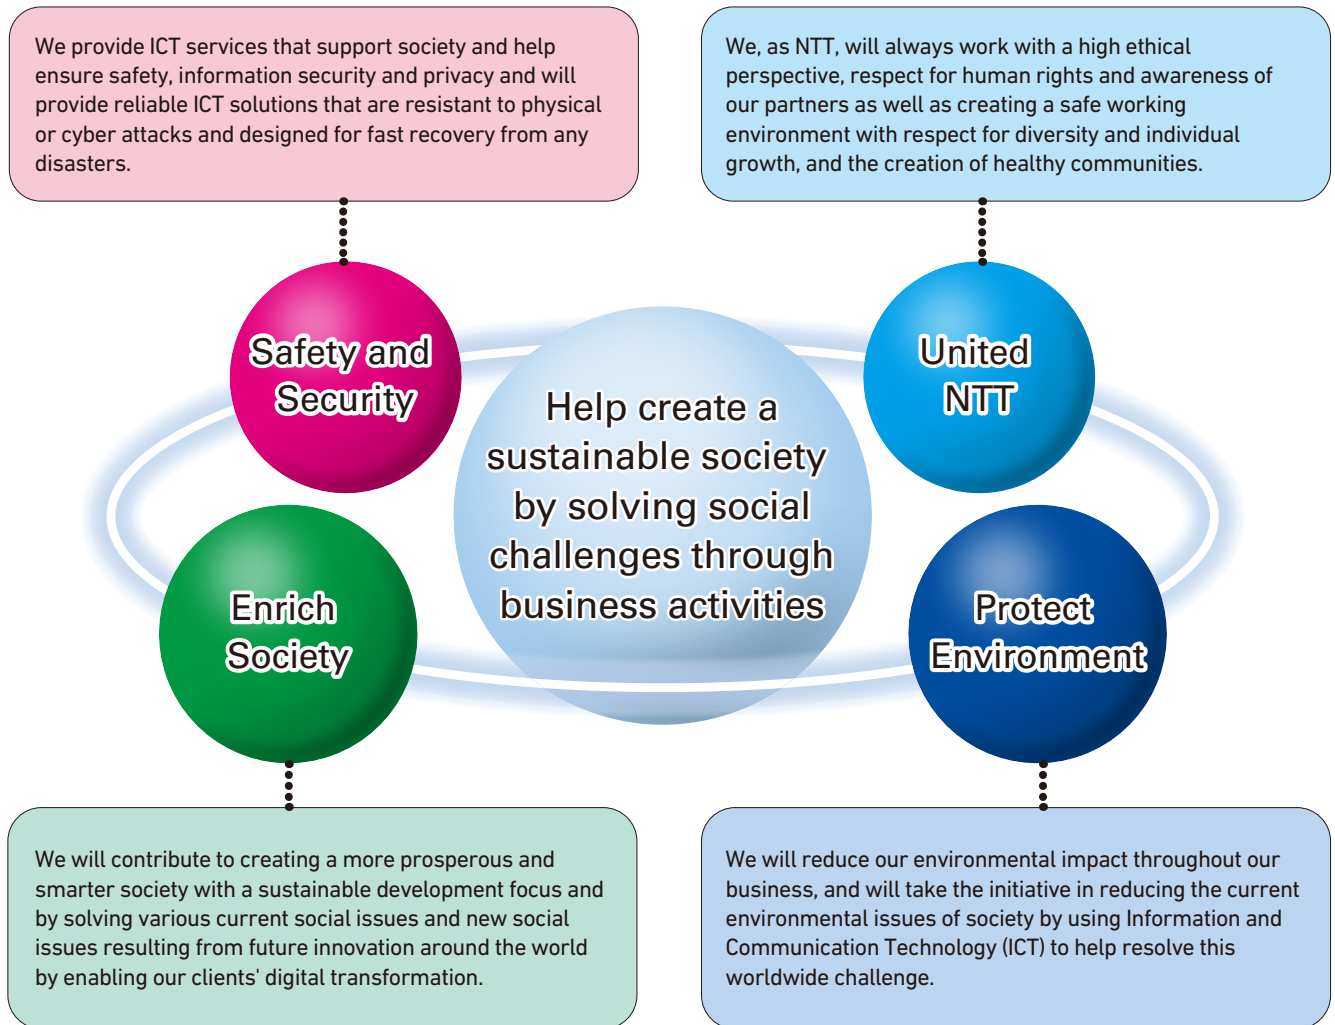 We provide ICT services that support society and help
ensure safety, information security and privacy and will
provide reliable ICT solutions that are resistant to physical
or cyber attacks and designed for fast recovery from any
disasters.
We, as NTT, will always work with a high ethical
perspective, respect for human rights and awareness of
our partners as well as creating a safe working
environment with respect for diversity and individual
growth, and the creation of healthy communities.
Safety and
Security
Help create a
sustainable society
by solving social
challenges through
business activities
United
NTT
Enrich
Society
Protect
Environment
We will contribute to creating a more prosperous and
smarter society with a sustainable development focus and
by solving various current social issues and new social
issues resulting from future innovation around the world
by enabling our clients' digital transformation.
We will reduce our environmental impact throughout our
business, and will take the initiative in reducing the current
environmental issues of society by using Information and
Communication Technology (ICT) to help resolve this
worldwide challenge.